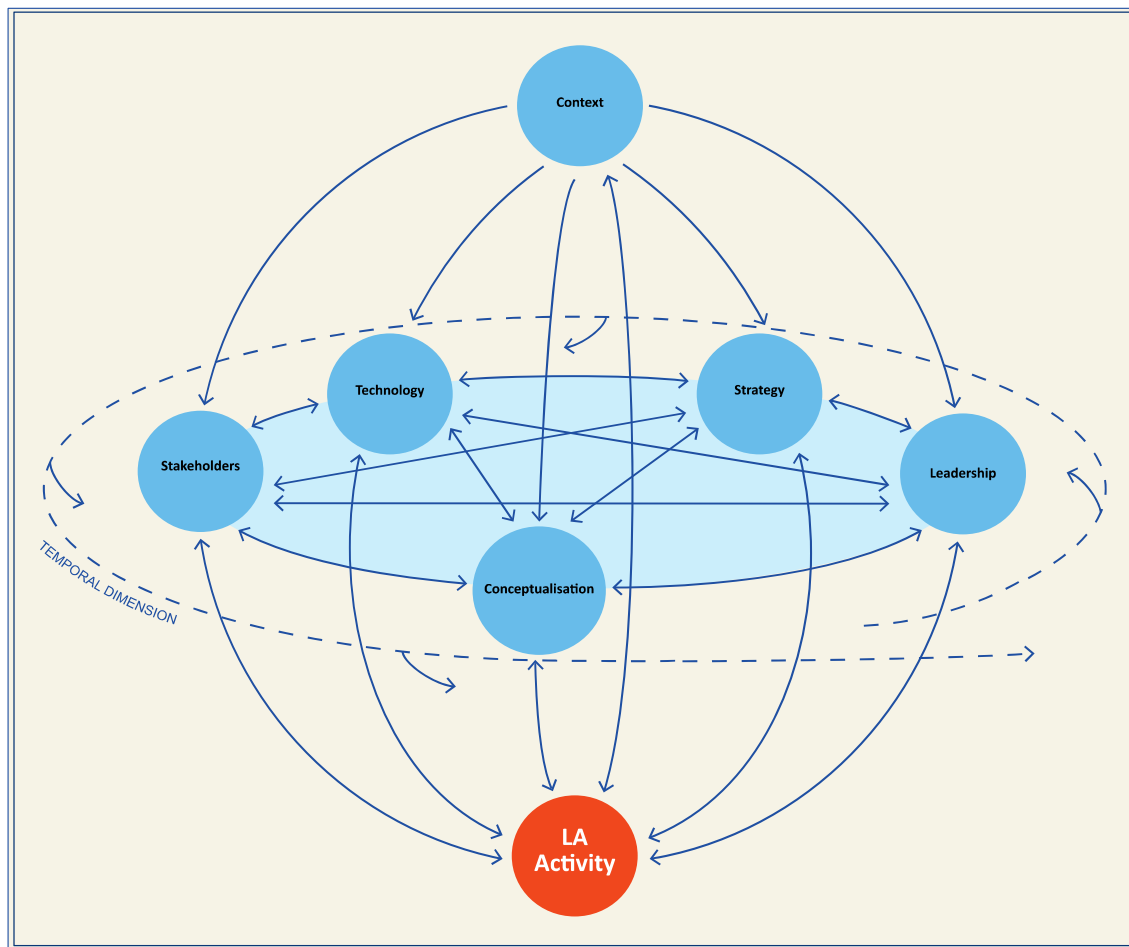 Context
Technology
Strategy
Stakeholders
Leadership
Conceptualisation
TEMPORAL DIMENSION
LA
Activity